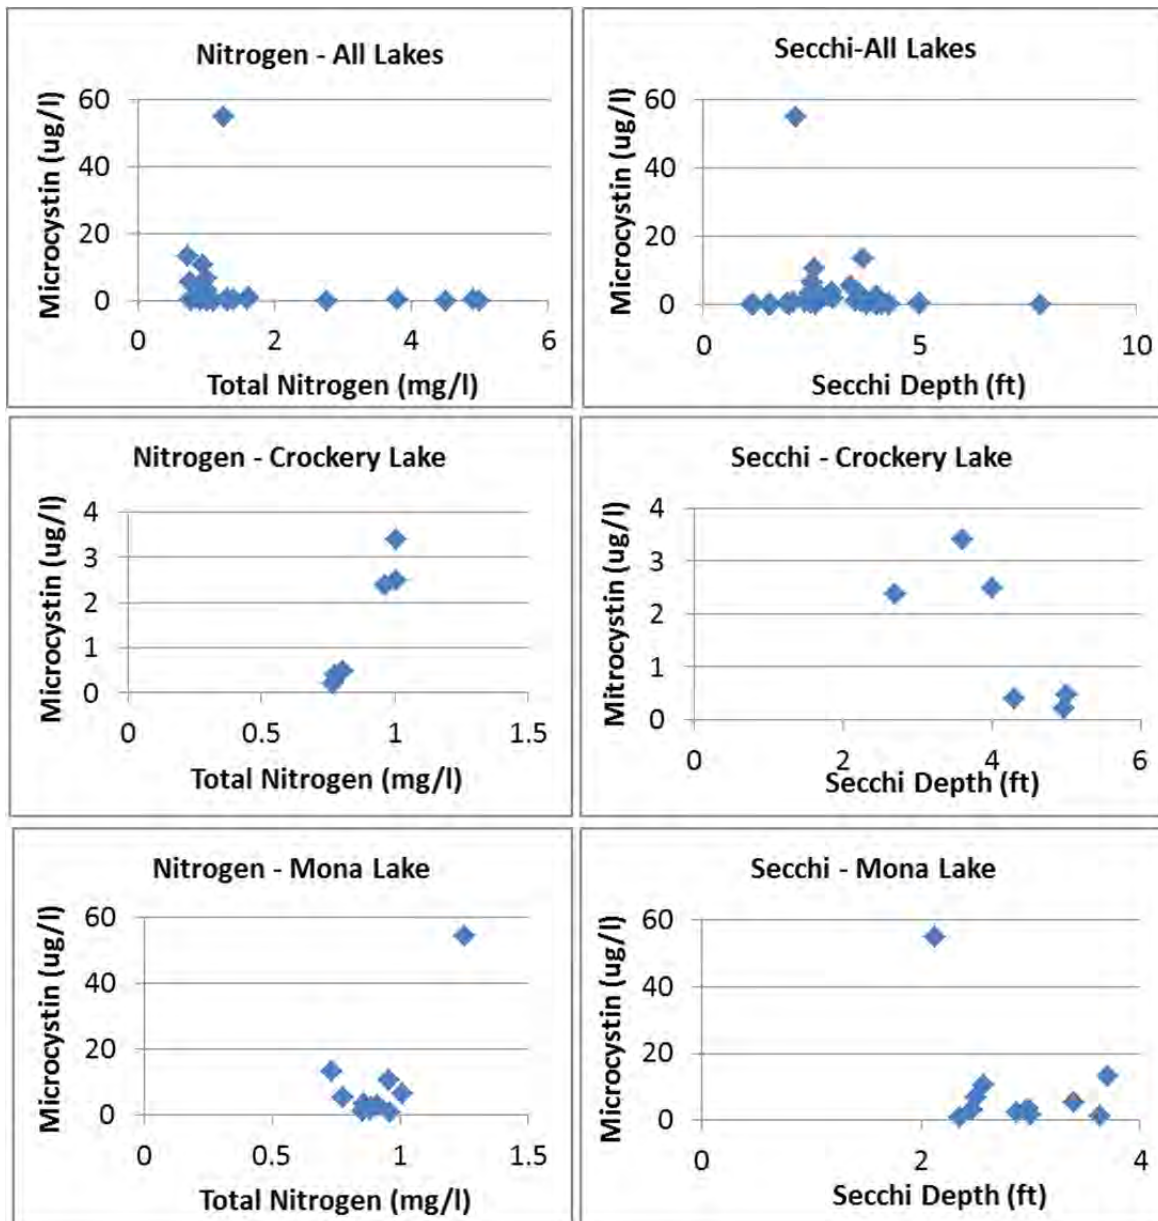 Nitrogen - All Lakes
Microcystin (ug/l)
60
40
20
0
0 2 4 6
Total Nitrogen (mg/l)
Secchi-All Lakes
Microcystin (ug/l)
60
40
20
0
0 5 10
Secchi Depth (ft)
Nitrogen - Crockery Lake
Microcystin (ug/l)
4
3
2
1
0
0 0.5 1 1.5
Total Nitrogen (mg/l)
Secchi - Crockery Lake
Mitrocystin (ug/l)
4
3
2
1
0
0 2 4 6
Secchi Depth (ft)
Nitrogen - Mona Lake
Microcystin (ug/l)
60
40
20
0
0 0.5 1 1.5
Total Nitrogen (mg/l)
Secchi - Mona Lake
Microcystin (ug/l)
60
40
20
0
0 2 4
Secchi Depth (ft)